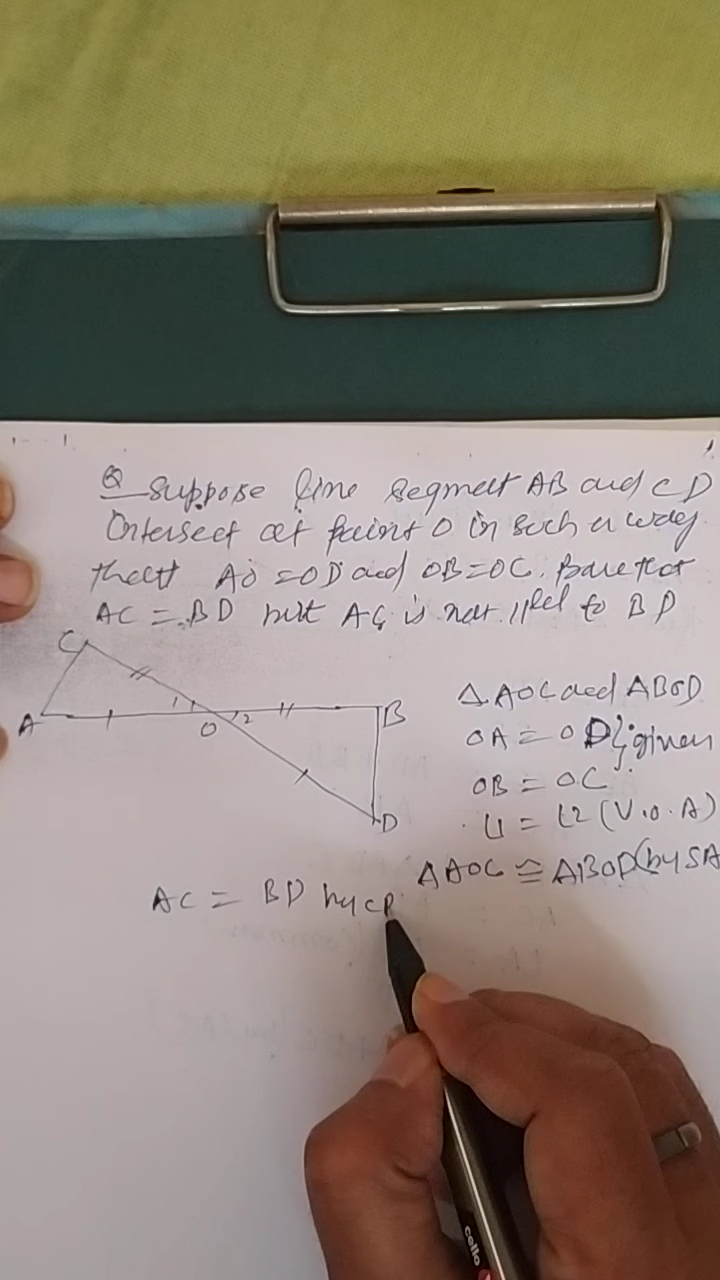 Q Suppose line segment AB and CD
intersect at point O in such a way
that AO = OD and OB = OC. Prove that
AC = BD but AC is not ||el to BD
C
A
1
O
2
B
D
Δ AOC and ΔBOD
OA = OD } given
OB = OC
∠1 = ∠2 (V.O.A)
ΔAOC ≅ ΔBOD (by SA
AC = BD by CP
cello